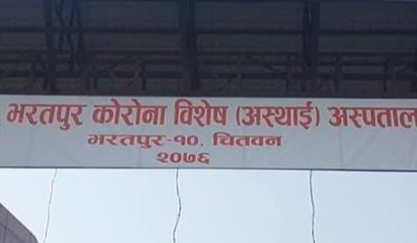 भरतपुर कोरोना विशेष (अस्थाई) अस्पताल
भरतपुर-१०, चितवन
२०७६